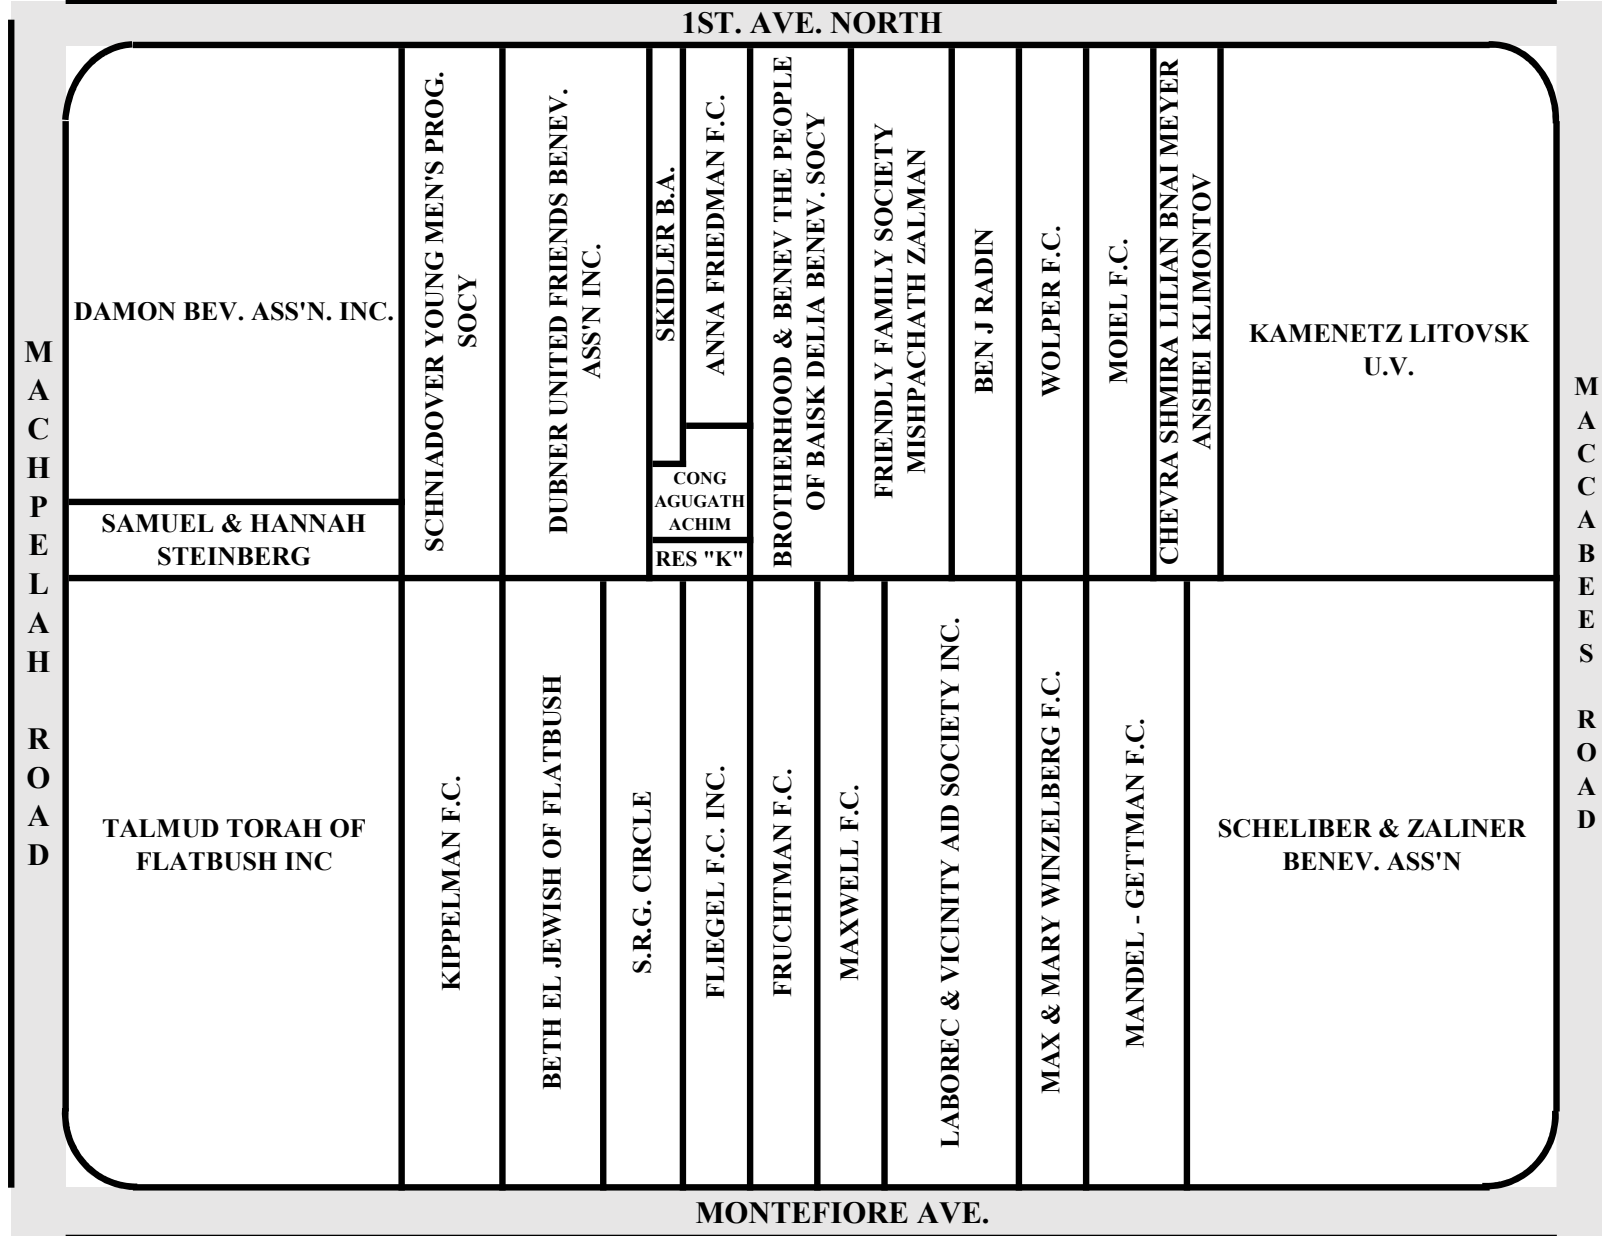 1ST. AVE. NORTH
MACHPELAH ROAD
DAMON BEV. ASS'N. INC.
SAMUEL & HANNAH
STEINBERG
SCHNIADOVER YOUNG MEN'S PROG.
SOCY
DUBNER UNITED FRIENDS BENEV.
ASS'N INC.
SKIDLER B.A.
ANNA FRIEDMAN F.C.
CONG
AGUGATH
ACHIM
RES "K"
BROTHERHOOD & BENEV THE PEOPLE
OF BAISK DELIA BENEV. SOCY
FRIENDLY FAMILY SOCIETY
MISHPACHATH ZALMAN
BEN J RADIN
WOLPER F.C.
MOIEL F.C.
CHEVRA SHMIRA LILIAN BNAI MEYER
ANSHEI KLIMONTOV
KAMENETZ LITOVSK
U.V.
MACCABEES ROAD
TALMUD TORAH OF
FLATBUSH INC
KIPPELMAN F.C.
BETH EL JEWISH OF FLATBUSH
S.R.G. CIRCLE
FLIEGEL F.C. INC.
FRUCHTMAN F.C.
MAXWELL F.C.
LABOREC & VICINITY AID SOCIETY INC.
MAX & MARY WINZELBERG F.C.
MANDEL - GETTMAN F.C.
SCHELIBER & ZALINER
BENEV. ASS'N
MONTEFIORE AVE.